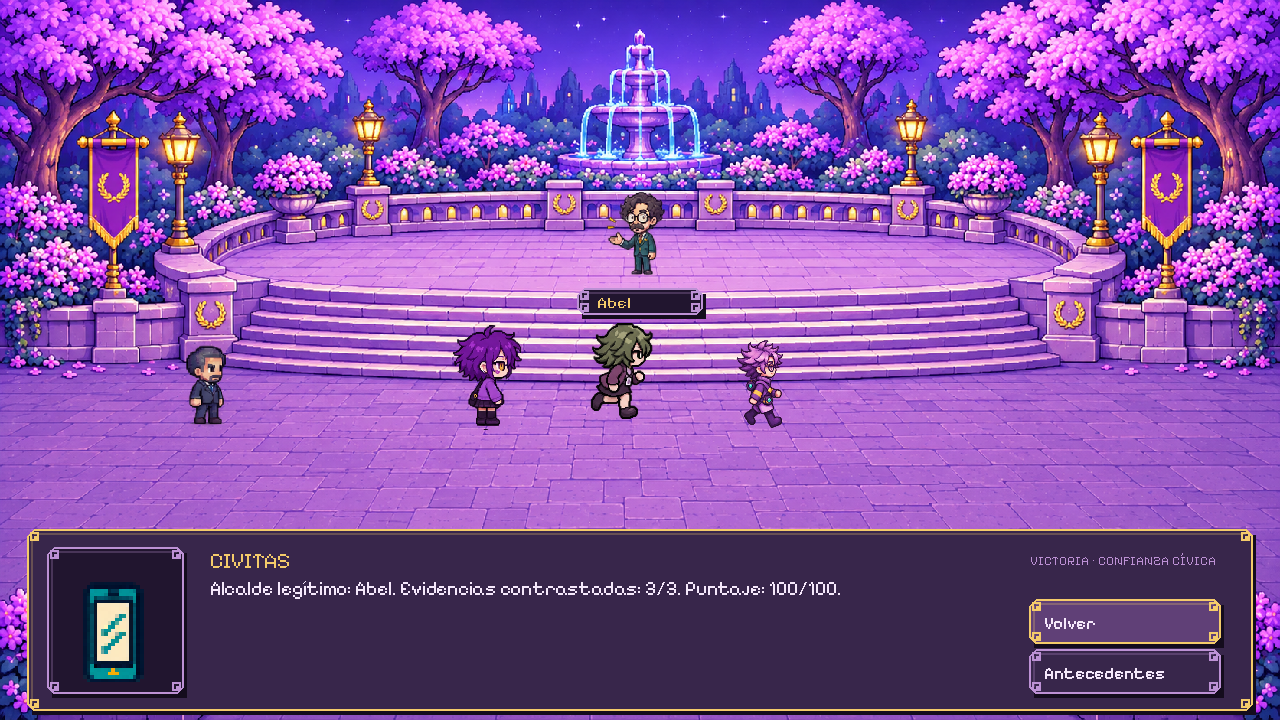 Abel
CIVITAS
VICTORIA · CONFIANZA CÍVICA
Alcalde legítimo: Abel. Evidencias contrastadas: 3/3. Puntaje: 100/100.
Volver
Antecedentes